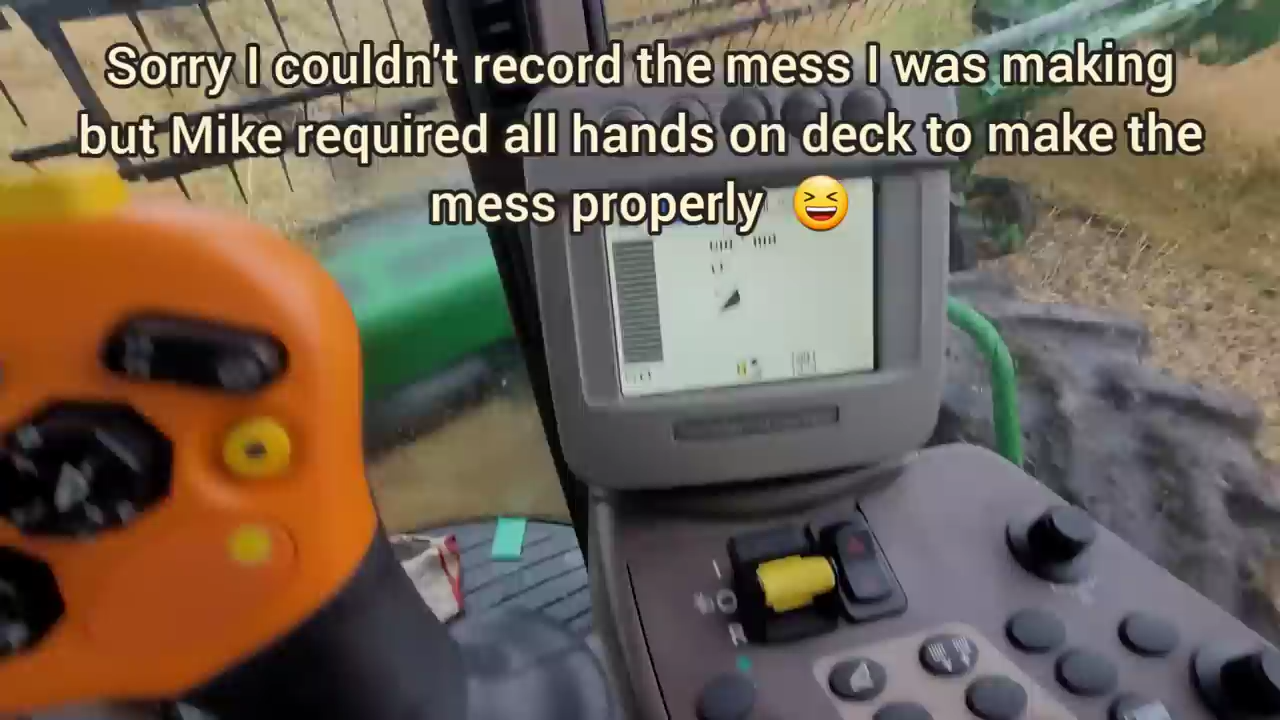 Sorry I couldn't record the mess I was making
but Mike required all hands on deck to make the
mess properly 😆